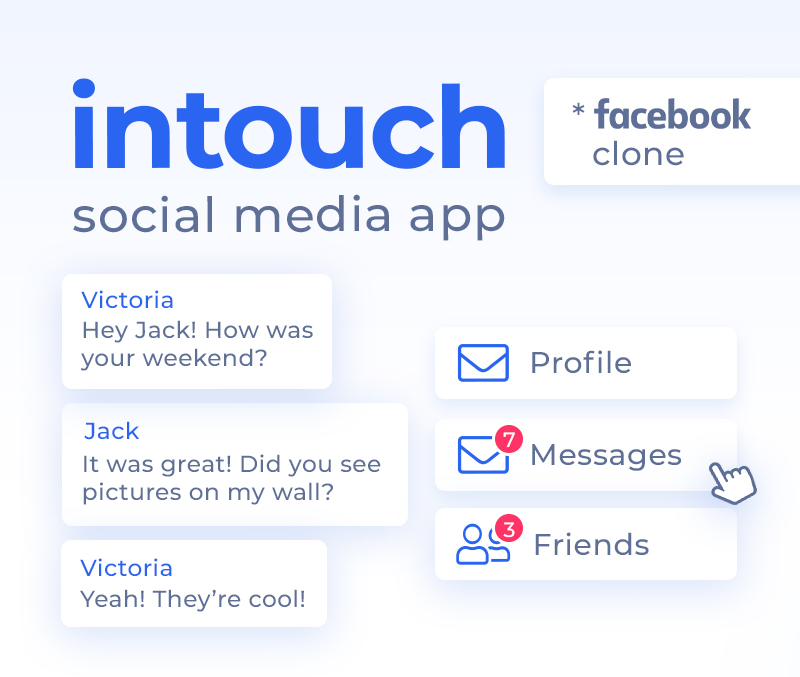 intouch
social media app
* facebook
clone
Victoria
Hey Jack! How was
your weekend?
Jack
It was great! Did you see
pictures on my wall?
Victoria
Yeah! They’re cool!
Profile
7
Messages
3
Friends